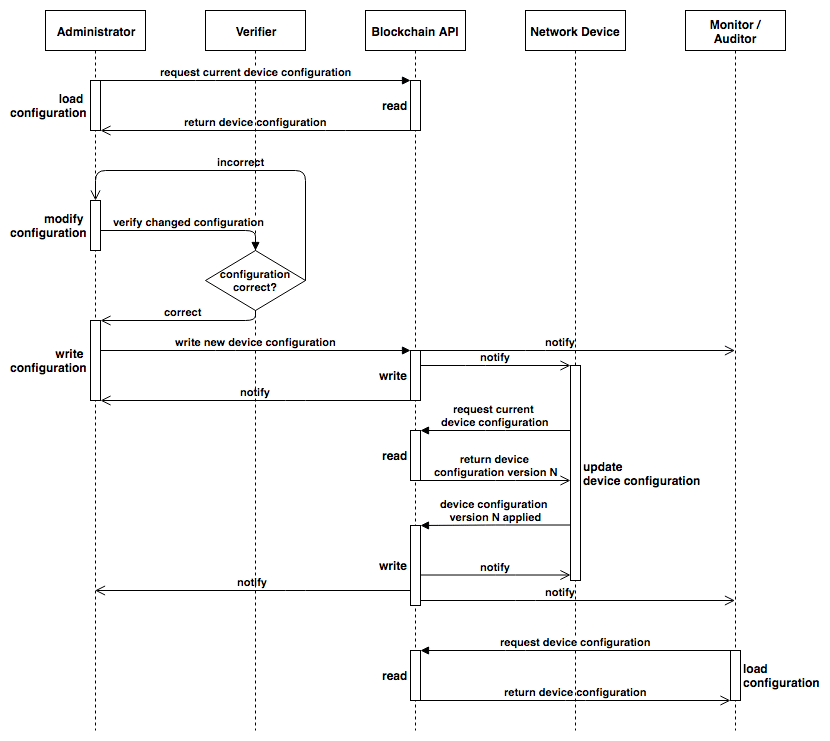 Administrator
Verifier
Blockchain API
Network Device
Monitor /
Auditor
request current device configuration
load
configuration
read
return device configuration
incorrect
modify
configuration
verify changed configuration
configuration
correct?
correct
write new device configuration
notify
notify
write
configuration
write
notify
request current
device configuration
read
return device
configuration version N
update
device configuration
device configuration
version N applied
write
notify
notify
notify
request device configuration
read
load
configuration
return device configuration